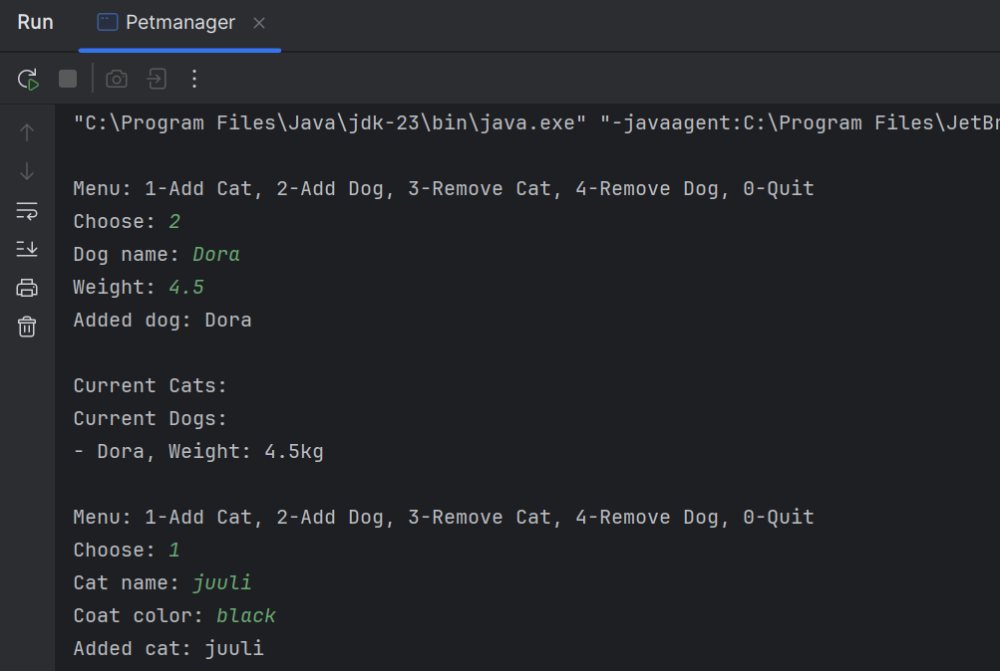 Run Petmanager
"C:\Program Files\Java\jdk-23\bin\java.exe" "-javaagent:C:\Program Files\JetBr
Menu: 1-Add Cat, 2-Add Dog, 3-Remove Cat, 4-Remove Dog, 0-Quit
Choose: 2
Dog name: Dora
Weight: 4.5
Added dog: Dora
Current Cats:
Current Dogs:
- Dora, Weight: 4.5kg
Menu: 1-Add Cat, 2-Add Dog, 3-Remove Cat, 4-Remove Dog, 0-Quit
Choose: 1
Cat name: juuli
Coat color: black
Added cat: juuli